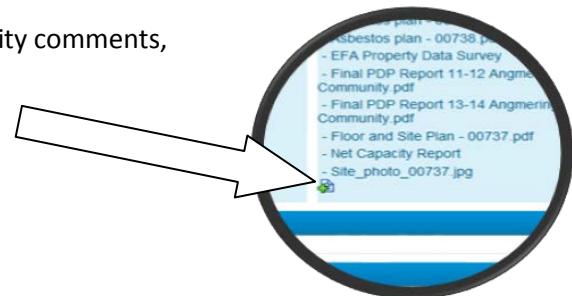 ity comments,
Asbestos plan - 00738.p
- EFA Property Data Survey
- Final PDP Report 11-12 Angme
Community.pdf
- Final PDP Report 13-14 Angmerin
Community.pdf
- Floor and Site Plan - 00737.pdf
- Net Capacity Report
- Site_photo_00737.jpg